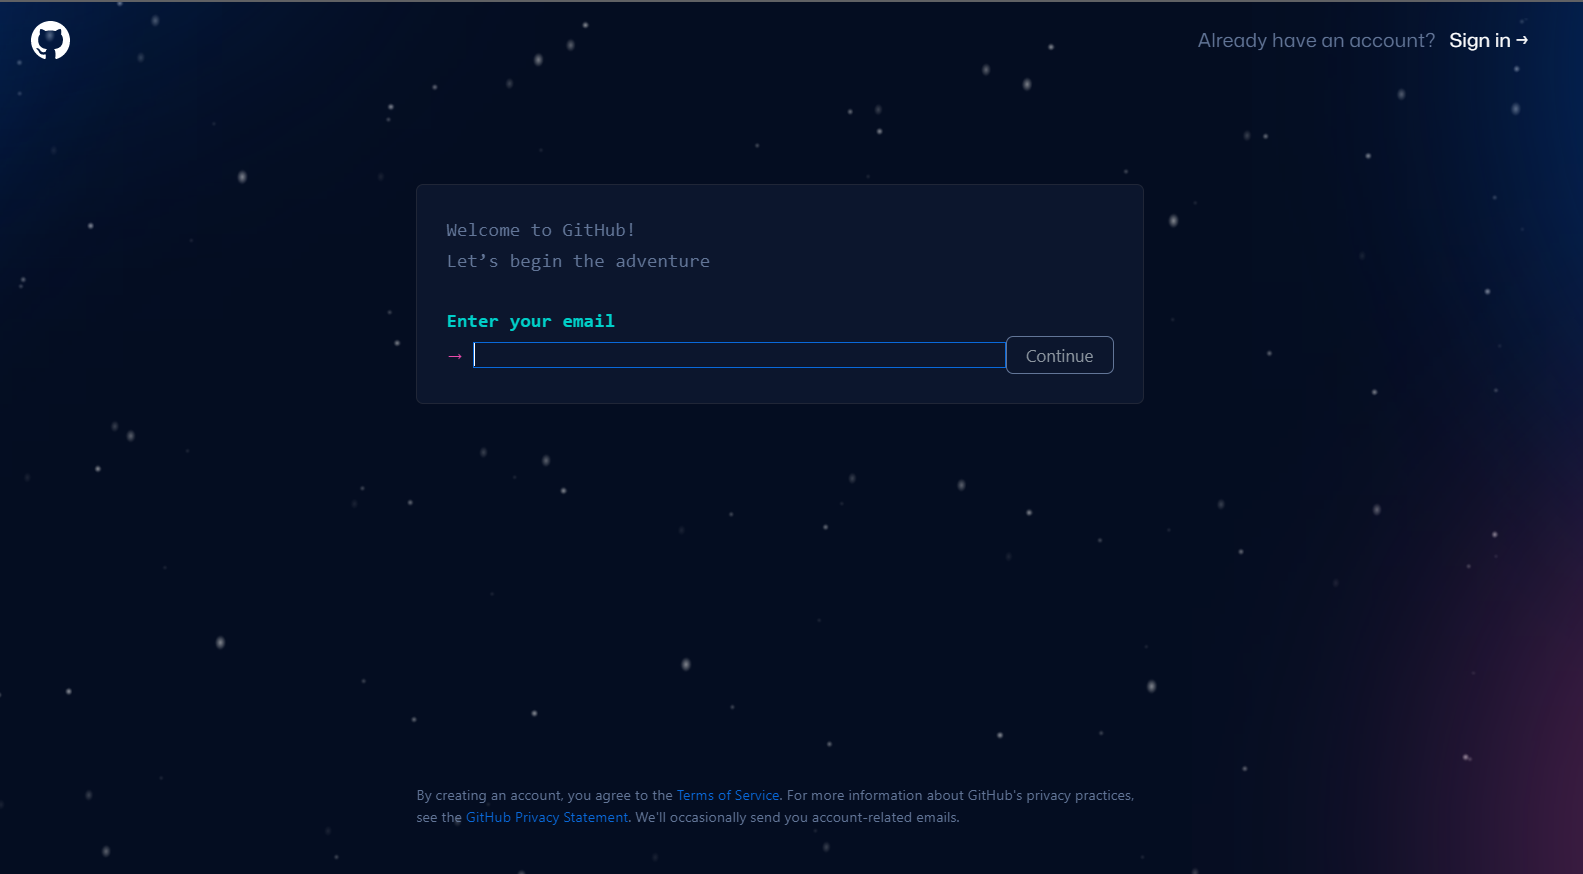 Already have an account? Sign in →
Welcome to GitHub!
Let’s begin the adventure
Enter your email
→ Continue
By creating an account, you agree to the Terms of Service. For more information about GitHub's privacy practices,
see the GitHub Privacy Statement. We'll occasionally send you account-related emails.